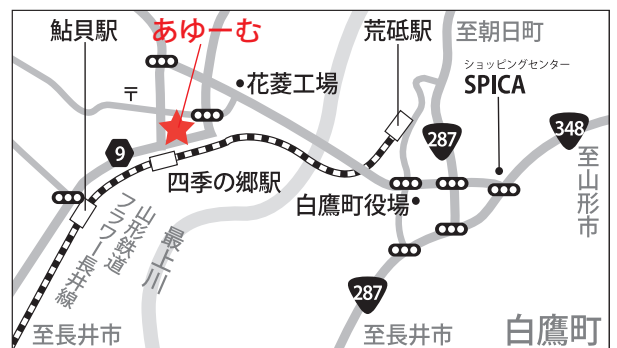 鮎貝駅
あゆーむ
荒砥駅
至朝日町
ショッピングセンター
SPICA
•花菱工場
〒
9
287
348
四季の郷駅
白鷹町役場•
至山形市
山形鉄道
フラワー長井線
最上川
287
至長井市
至長井市
白鷹町